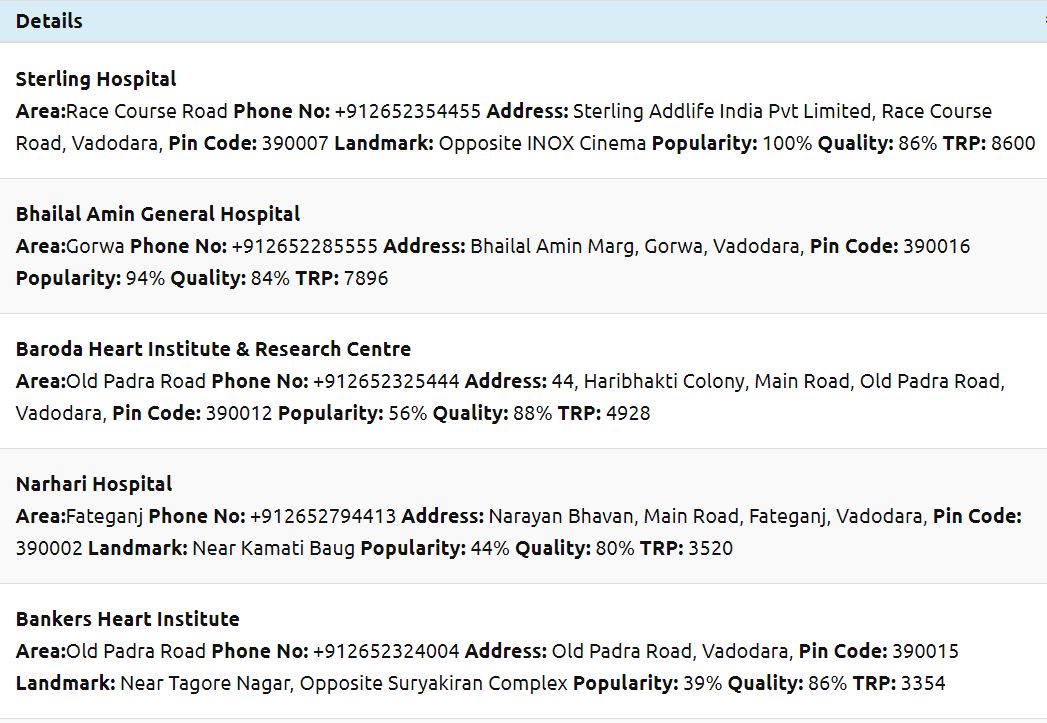 Details
Sterling Hospital
Area:Race Course Road Phone No: +912652354455 Address: Sterling Addlife India Pvt Limited, Race Course
Road, Vadodara, Pin Code: 390007 Landmark: Opposite INOX Cinema Popularity: 100% Quality: 86% TRP: 8600
Bhailal Amin General Hospital
Area:Gorwa Phone No: +912652285555 Address: Bhailal Amin Marg, Gorwa, Vadodara, Pin Code: 390016
Popularity: 94% Quality: 84% TRP: 7896
Baroda Heart Institute & Research Centre
Area:Old Padra Road Phone No: +912652325444 Address: 44, Haribhakti Colony, Main Road, Old Padra Road,
Vadodara, Pin Code: 390012 Popularity: 56% Quality: 88% TRP: 4928
Narhari Hospital
Area:Fateganj Phone No: +912652794413 Address: Narayan Bhavan, Main Road, Fateganj, Vadodara, Pin Code:
390002 Landmark: Near Kamati Baug Popularity: 44% Quality: 80% TRP: 3520
Bankers Heart Institute
Area:Old Padra Road Phone No: +912652324004 Address: Old Padra Road, Vadodara, Pin Code: 390015
Landmark: Near Tagore Nagar, Opposite Suryakiran Complex Popularity: 39% Quality: 86% TRP: 3354